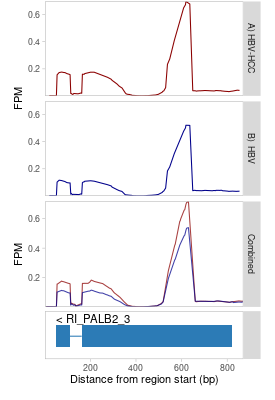 0.6
0.4
0.2
FPM
A) HBV-HCC
0.6
0.4
0.2
B) HBV
0.6
0.4
0.2
FPM
Combined
< RI_PALB2_3
200
400
600
800
Distance from region start (bp)